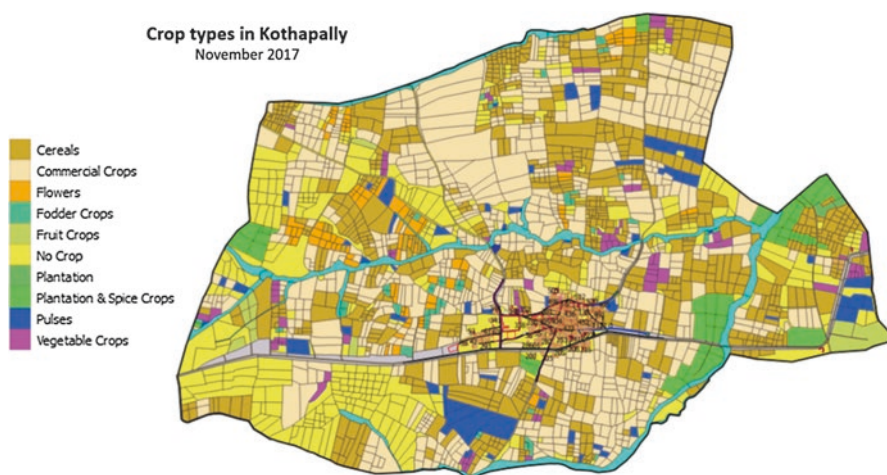 Crop types in Kothapally
November 2017
Cereals
Commercial Crops
Flowers
Fodder Crops
Fruit Crops
No Crop
Plantation
Plantation & Spice Crops
Pulses
Vegetable Crops